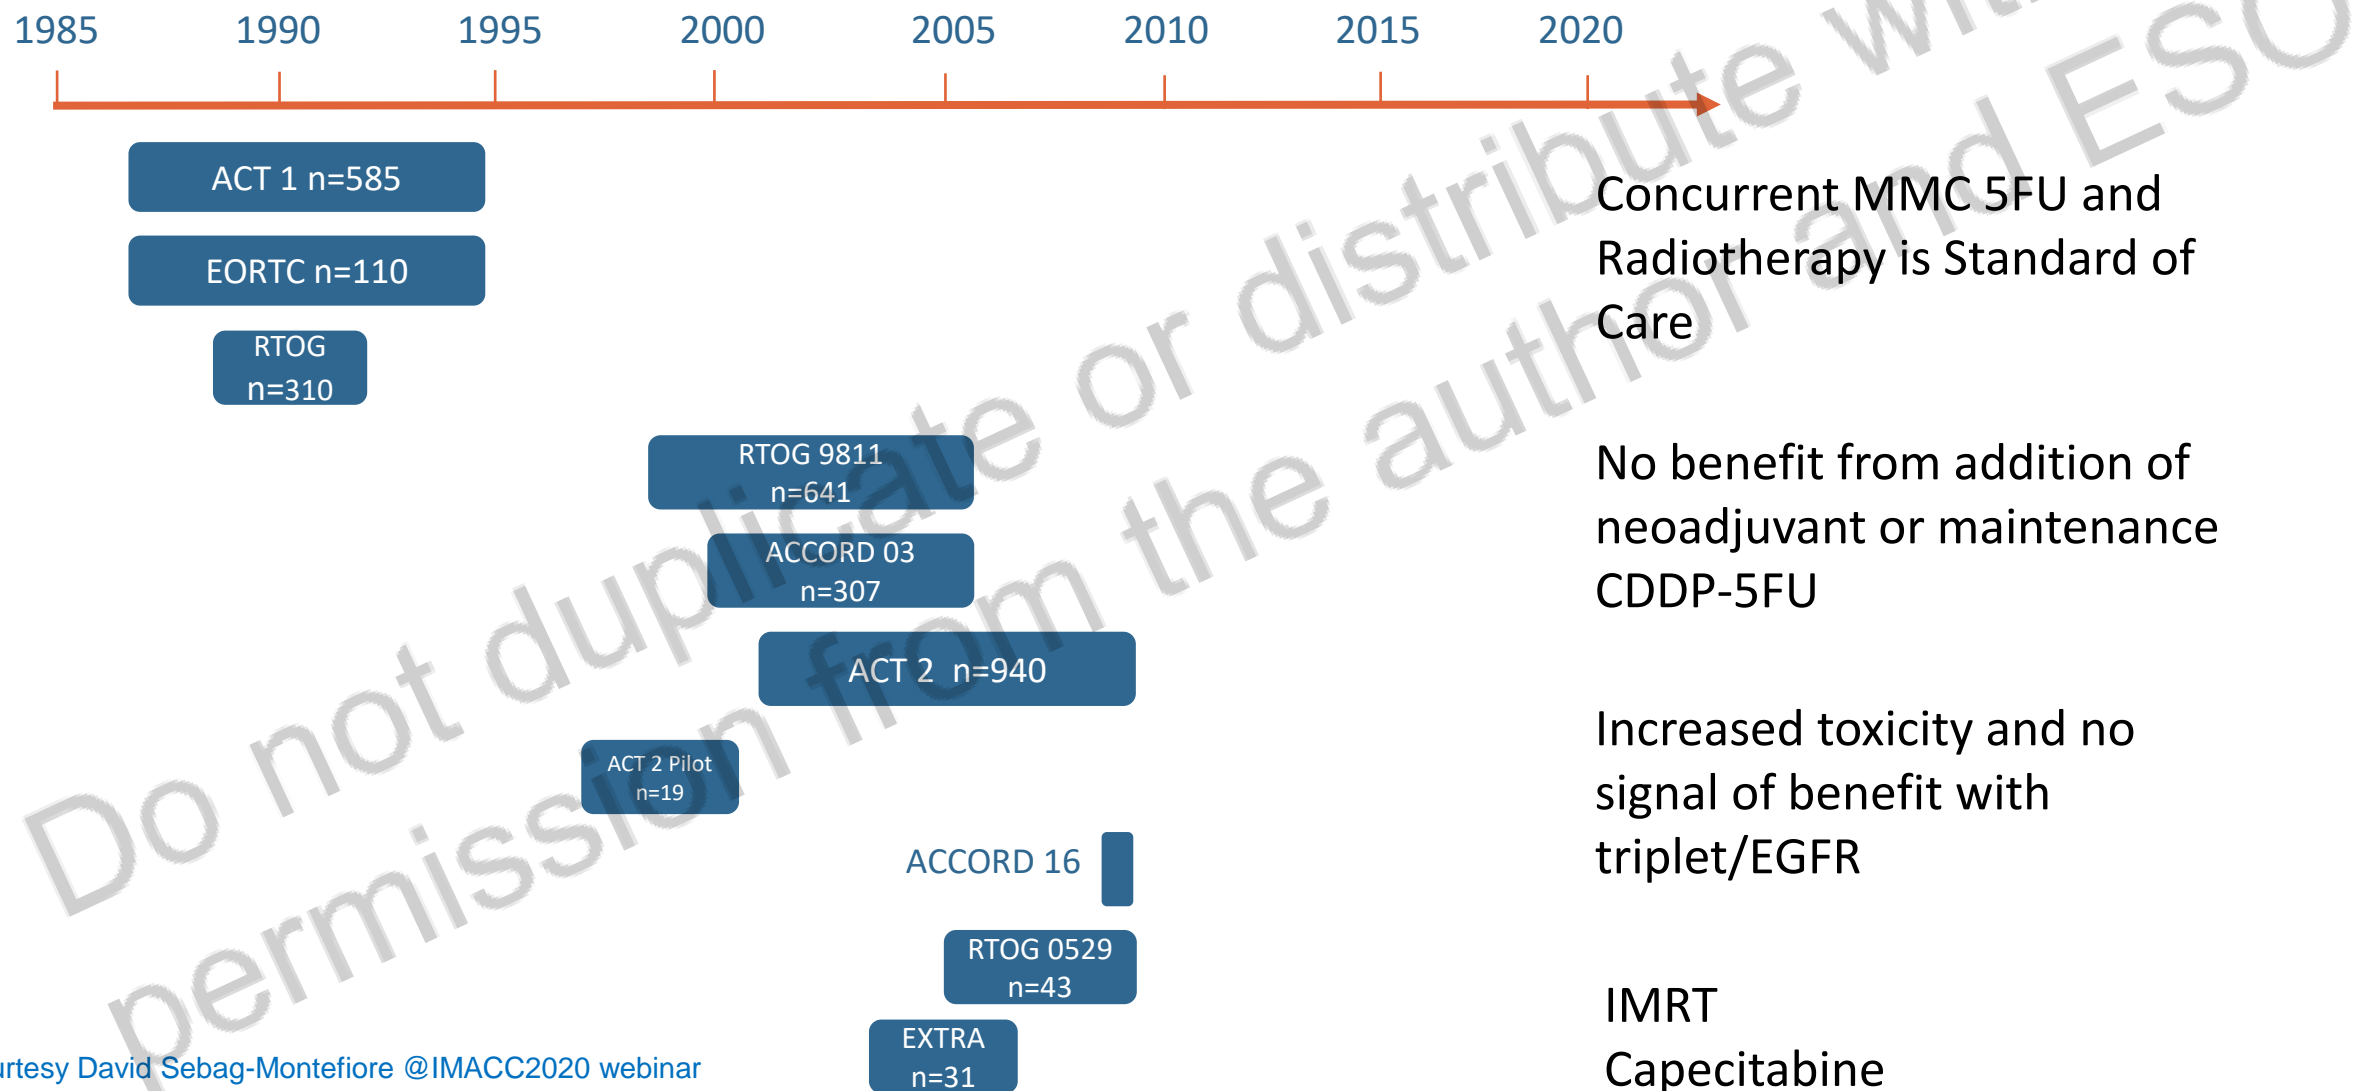 1985 1990 1995 2000 2005 2010 2015 2020
ACT 1 n=585
EORTC n=110
RTOG
n=310
Concurrent MMC 5FU and
Radiotherapy is Standard of
Care
RTOG 9811
n=641
ACCORD 03
n=307
ACT 2 n=940
No benefit from addition of
neoadjuvant or maintenance
CDDP-5FU
ACT 2 Pilot
n=19
ACCORD 16
Increased toxicity and no
signal of benefit with
triplet/EGFR
RTOG 0529
n=43
EXTRA
n=31
IMRT
Capecitabine
urtesy David Sebag-Montefiore @IMACC2020 webinar
Do not duplicate or distribute with
permission from the author and ESO